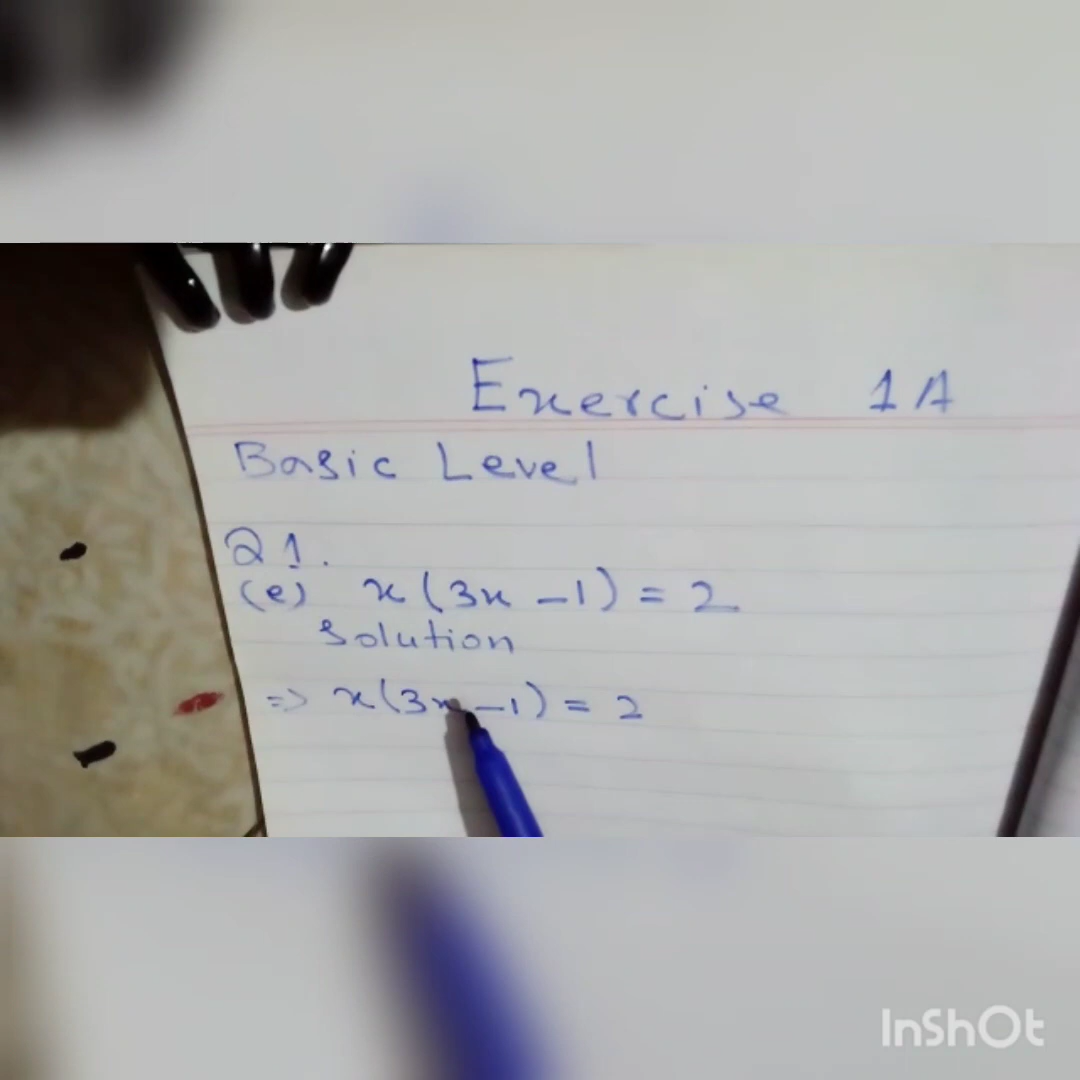 Exercise 1A
Basic Level
Q1.
(e) x(3x-1)=2
Solution
=> x(3x-1)=2
InShOt